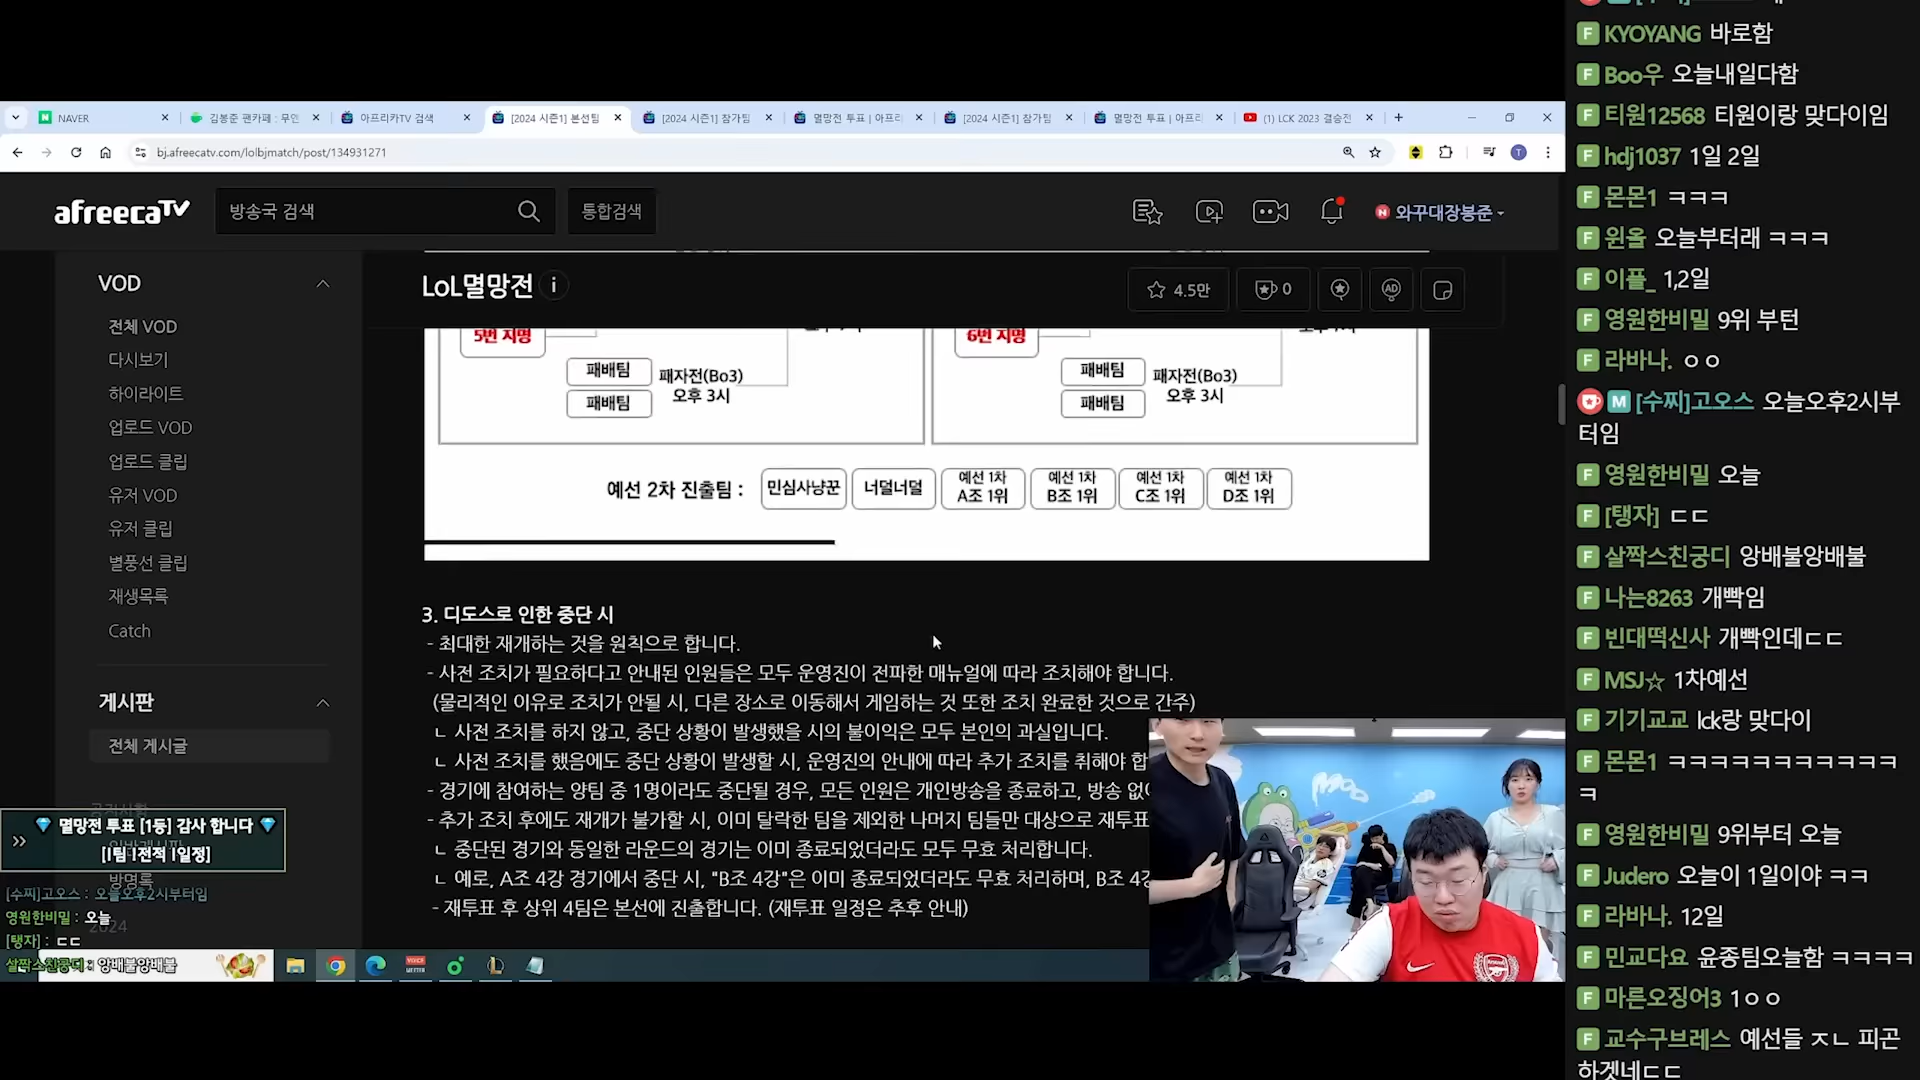 NAVER
김봉준 팬카페 : 무인
아프리카TV 검색
[2024 시즌1] 본선팀
[2024 시즌1] 참가팀
멸망전 투표 | 아프리
[2024 시즌1] 참가팀
멸망전 투표 | 아프리
(1) LCK 2023 결승전
bj.afreecatv.com/lolbjmatch/post/134931271
T
afreecaTV
방송국 검색
통합검색
N 와꾸대장봉준
VOD
전체 VOD
다시보기
하이라이트
업로드 VOD
업로드 클립
유저 VOD
유저 클립
별풍선 클립
재생목록
Catch
게시판
전체 게시글
방명록
2024
LoL멸망전 i
4.5만
0
AD
5번 지명
패배팀
패배팀
패자전(Bo3)
오후 3시
6번 지명
패배팀
패배팀
패자전(Bo3)
오후 3시
예선 2차 진출팀 :
민심사냥꾼
너덜너덜
예선 1차
A조 1위
예선 1차
B조 1위
예선 1차
C조 1위
예선 1차
D조 1위
3. 디도스로 인한 중단 시
- 최대한 재개하는 것을 원칙으로 합니다.
- 사전 조치가 필요하다고 안내된 인원들은 모두 운영진이 전파한 매뉴얼에 따라 조치해야 합니다.
(물리적인 이유로 조치가 안될 시, 다른 장소로 이동해서 게임하는 것 또한 조치 완료한 것으로 간주)
ㄴ 사전 조치를 하지 않고, 중단 상황이 발생했을 시의 불이익은 모두 본인의 과실입니다.
ㄴ 사전 조치를 했음에도 중단 상황이 발생할 시, 운영진의 안내에 따라 추가 조치를 취해야 합
- 경기에 참여하는 양팀 중 1명이라도 중단될 경우, 모든 인원은 개인방송을 종료하고, 방송 없이
- 추가 조치 후에도 재개가 불가할 시, 이미 탈락한 팀을 제외한 나머지 팀들만 대상으로 재투표
ㄴ 중단된 경기와 동일한 라운드의 경기는 이미 종료되었더라도 모두 무효 처리합니다.
ㄴ 예로, A조 4강 경기에서 중단 시, "B조 4강"은 이미 종료되었더라도 무효 처리하며, B조 4강
- 재투표 후 상위 4팀은 본선에 진출합니다. (재투표 일정은 추후 안내)
멸망전 투표 [1등] 감사 합니다
[!팀 !전적 !일정]
[수찌]고오스 : 오늘오후2시부터임
영원한비밀 : 오늘
[탱자] : ㄷㄷ
살짝스친궁디 : 앙배불앙배불
MOO
Arsenal
F KYOYANG 바로함
F Boo우 오늘내일다함
F 티원12568 티원이랑 맞다이임
F hdj1037 1일 2일
F 몬몬1 ㅋㅋㅋ
F 윈올 오늘부터래 ㅋㅋㅋ
F 이플_ 1,2일
F 영원한비밀 9위 부턴
F 라바나. ㅇㅇ
M [수찌]고오스 오늘오후2시부
터임
F 영원한비밀 오늘
F [탱자] ㄷㄷ
F 살짝스친궁디 앙배불앙배불
F 나는8263 개빡임
F 빈대떡신사 개빡인데ㄷㄷ
F MSJ☆ 1차예선
F 기기교교 lck랑 맞다이
F 몬몬1 ㅋㅋㅋㅋㅋㅋㅋㅋㅋㅋㅋ
ㅋ
F 영원한비밀 9위부터 오늘
F Judero 오늘이 1일이야 ㅋㅋ
F 라바나. 12일
F 민교다요 윤종팀오늘함 ㅋㅋㅋㅋ
F 마른오징어3 1ㅇㅇ
F 교수구브레스 예선들 ㅈㄴ 피곤
하겟네ㄷㄷ